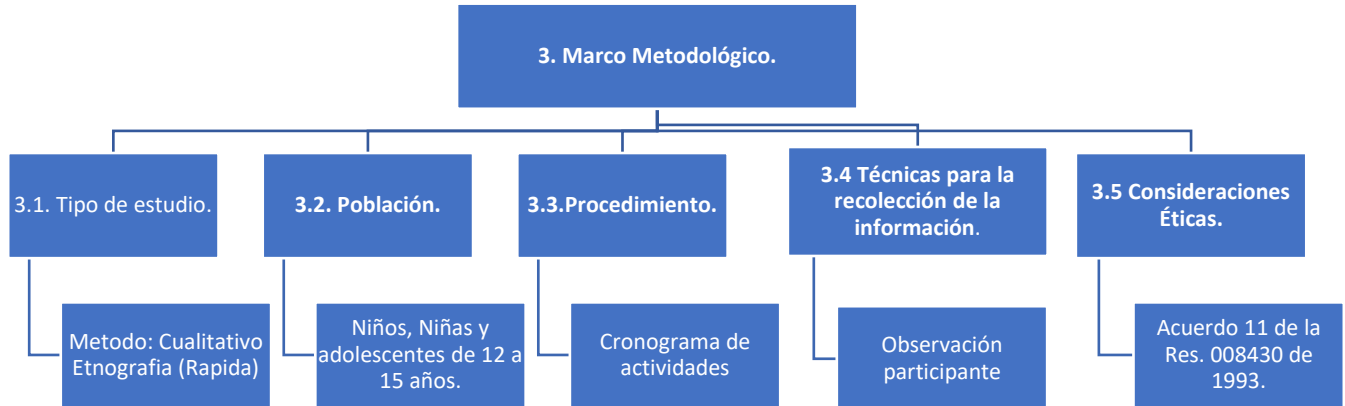 3. Marco Metodológico.
3.1. Tipo de estudio.
3.2. Población.
3.3.Procedimiento.
3.4 Técnicas para la
recolección de la
información.
3.5 Consideraciones
Éticas.
Metodo: Cualitativo
Etnografia (Rapida)
Niños, Niñas y
adolescentes de 12 a
15 años.
Cronograma de
actividades
Observación
participante
Acuerdo 11 de la
Res. 008430 de
1993.